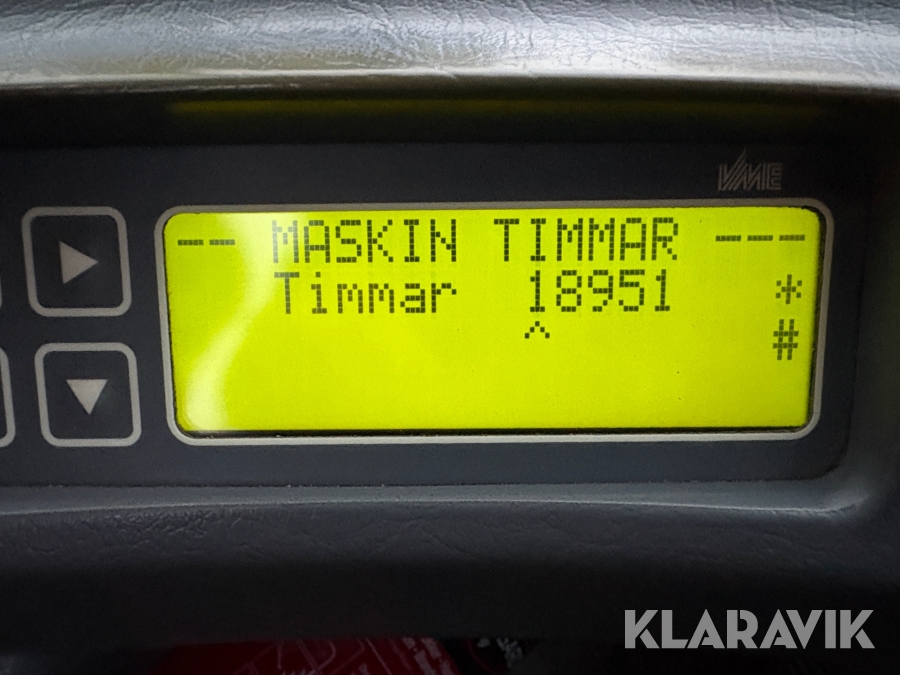 VME
-- MASKIN TIMMAR ---
Timmar 18951 *
^ #
KLARAVIK